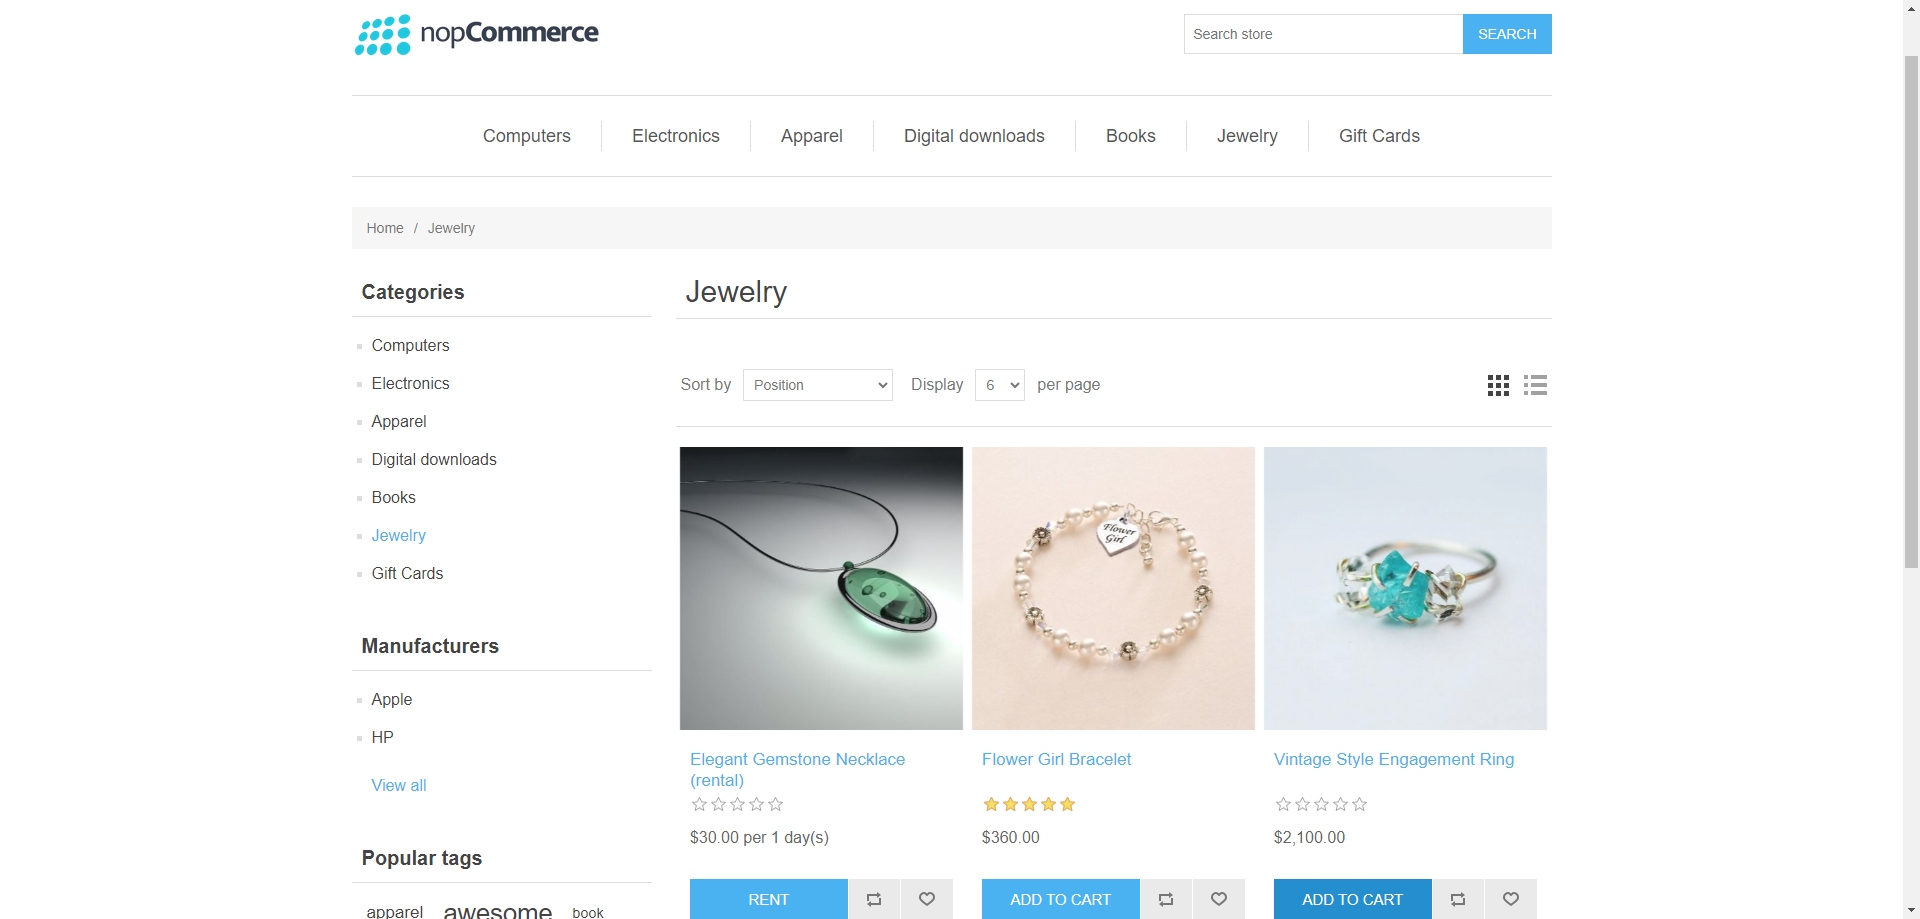 nopCommerce
Search store
SEARCH
Computers
Electronics
Apparel
Digital downloads
Books
Jewelry
Gift Cards
Home / Jewelry
Categories
Computers
Electronics
Apparel
Digital downloads
Books
Jewelry
Gift Cards
Manufacturers
Apple
HP
View all
Popular tags
apparel awesome book
Jewelry
Sort by Position Display 6 per page
Flower
Girl
Elegant Gemstone Necklace
(rental)
$30.00 per 1 day(s)
RENT
Flower Girl Bracelet
$360.00
ADD TO CART
Vintage Style Engagement Ring
$2,100.00
ADD TO CART